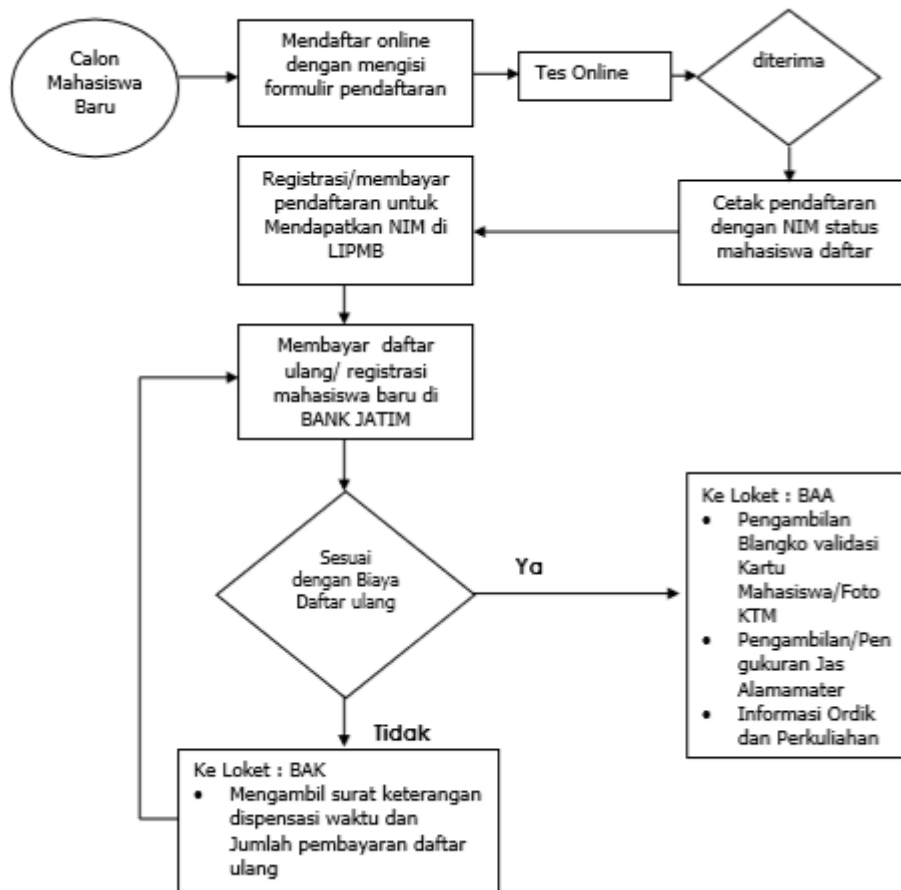 Calon
Mahasiswa
Baru
Mendaftar online
dengan mengisi
formulir pendaftaran
Tes Online
diterima
Cetak pendaftaran
dengan NIM status
mahasiswa daftar
Registrasi/membayar
pendaftaran untuk
Mendapatkan NIM di
LIPMB
Membayar daftar
ulang/ registrasi
mahasiswa baru di
BANK JATIM
Sesuai
dengan Biaya
Daftar ulang
Ya
Ke Loket : BAA
• Pengambilan
Blangko validasi
Kartu
Mahasiswa/Foto
KTM
• Pengambilan/Pen
gukuran Jas
Alamamater
• Informasi Ordik
dan Perkuliahan
Tidak
Ke Loket : BAK
• Mengambil surat keterangan
dispensasi waktu dan
Jumlah pembayaran daftar
ulang